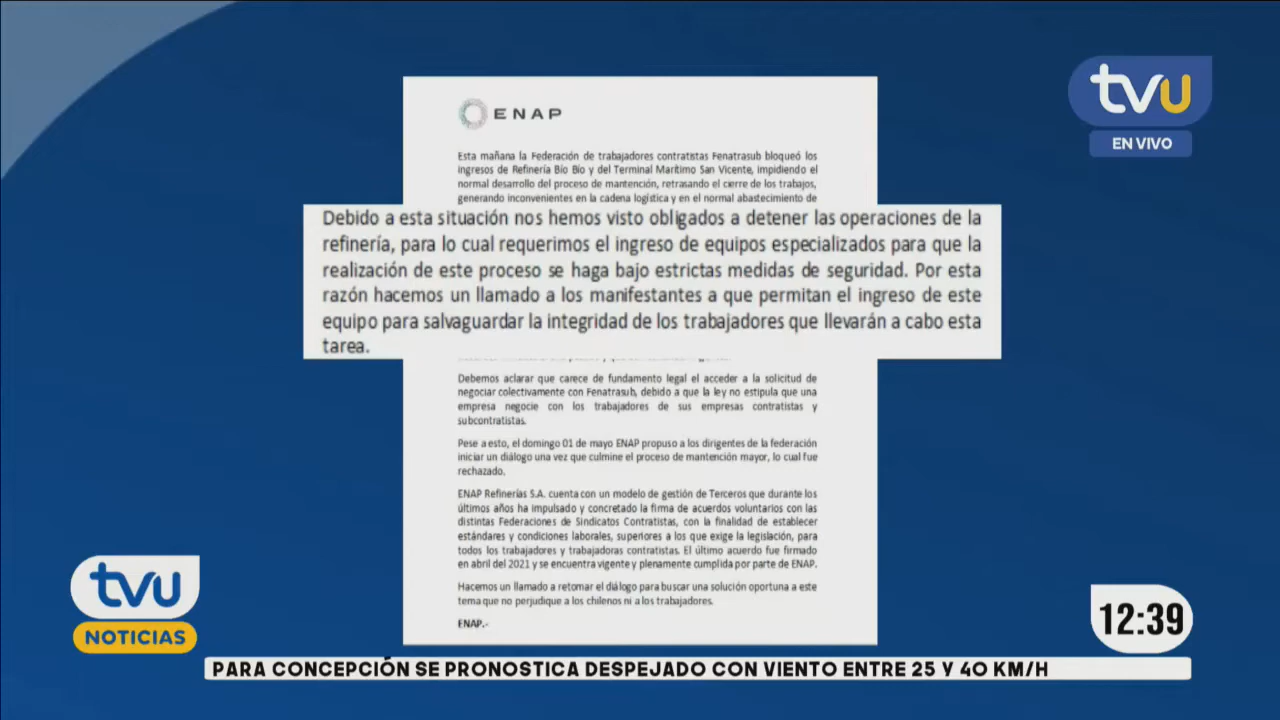 tvu
EN VIVO
ENAP
Esta mañana la Federación de trabajadores contratistas Fenatrasub bloqueó los
ingresos de Refinería Bío Bío y del Terminal Marítimo San Vicente, impidiendo el
normal desarrollo del proceso de mantención, retrasando el cierre de los trabajos,
generando inconvenientes en la cadena logística y en el normal abastecimiento de
Debido a esta situación nos hemos visto obligados a detener las operaciones de la
refinería, para lo cual requerimos el ingreso de equipos especializados para que la
realización de este proceso se haga bajo estrictas medidas de seguridad. Por esta
razón hacemos un llamado a los manifestantes a que permitan el ingreso de este
equipo para salvaguardar la integridad de los trabajadores que llevarán a cabo esta
tarea.
Debemos aclarar que carece de fundamento legal el acceder a la solicitud de
negociar colectivamente con Fenatrasub, debido a que la ley no estipula que una
empresa negocie con los trabajadores de sus empresas contratistas y
subcontratistas.
Pese a esto, el domingo 01 de mayo ENAP propuso a los dirigentes de la federación
iniciar un diálogo una vez que culmine el proceso de mantención mayor, lo cual fue
rechazado.
ENAP Refinerías S.A. cuenta con un modelo de gestión de Terceros que durante los
últimos años ha impulsado y concretado la firma de acuerdos voluntarios con las
distintas Federaciones de Sindicatos Contratistas, con la finalidad de establecer
estándares y condiciones laborales, superiores a los que exige la legislación, para
todos los trabajadores y trabajadoras contratistas. El último acuerdo fue firmado
en abril del 2021 y se encuentra vigente y plenamente cumplida por parte de ENAP.
Hacemos un llamado a retomar el diálogo para buscar una solución oportuna a este
tema que no perjudique a los chilenos ni a los trabajadores.
ENAP.-
tvu
NOTICIAS
12:39
PARA CONCEPCIÓN SE PRONOSTICA DESPEJADO CON VIENTO ENTRE 25 Y 40 KM/H